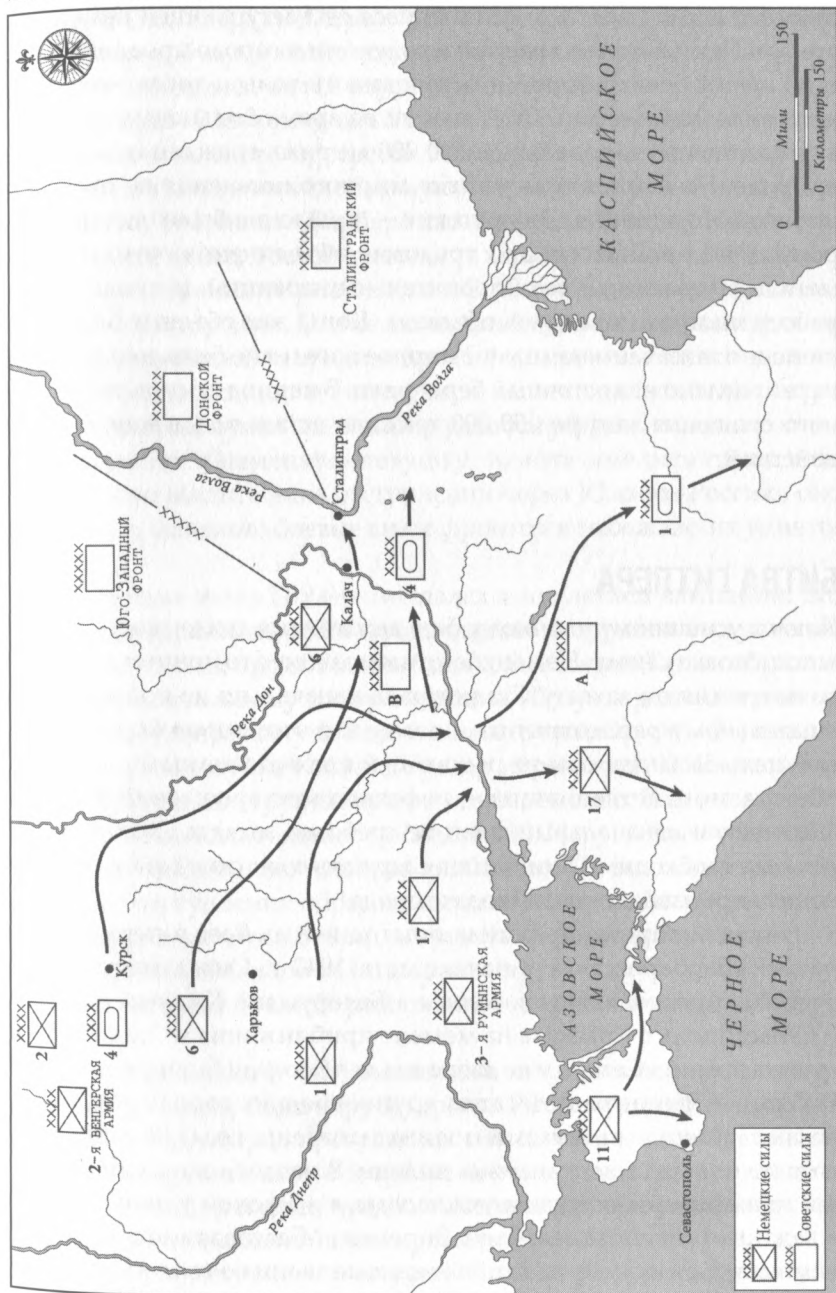 2
2-я Венгерская
армия
4
Курск
Юго-Западный
фронт
Донской
фронт
6
Река Волга
Харьков
Река Дон
6
1
Сталинградский
фронт
Калач
Сталинград
Река Днепр
В
4
Река Волга
17
3-я Румынская
армия
Азовское
море
17
А
1
Каспийское
море
11
Севастополь
Черное
море
Немецкие силы
Советские силы
0 Мили 150
0 Километры 150